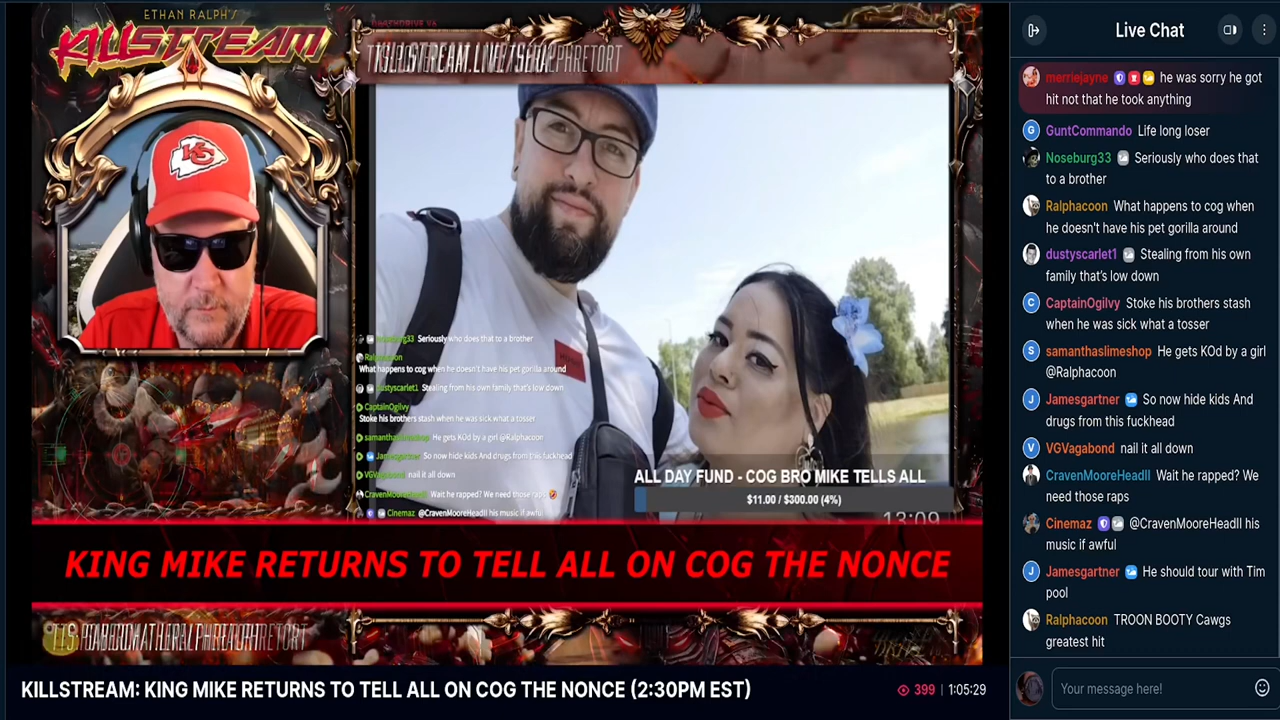 ETHAN RALPH'S
KILLSTREAM
KC
Seriously who does that to a brother
What happens to cog when he doesn't have his pet gorilla around
Stealing from his own family that's low down
CaptainOgilvy
Stoke his brothers stash when he was sick what a tosser
He gets KOd by a girl @Ralphacoon
So now hide kids And drugs from this fuckhead
VGVagabond nail it all down
Wait he rapped? We need those raps
Cinemaz @CravenMooreHeadII his music if awful
ALL DAY FUND - COG BRO MIKE TELLS ALL
$11.00 / $300.00 (4%)
13:09
KING MIKE RETURNS TO TELL ALL ON COG THE NONCE
KILLSTREAM: KING MIKE RETURNS TO TELL ALL ON COG THE NONCE (2:30PM EST)
399 | 1:05:29
Live Chat
merriejayne he was sorry he got
hit not that he took anything
G GuntCommando Life long loser
Noseburg33 Seriously who does that
to a brother
Ralphacoon What happens to cog when
he doesn't have his pet gorilla around
dustyscarlet1 Stealing from his own
family that's low down
C CaptainOgilvy Stoke his brothers stash
when he was sick what a tosser
S samanthaslimeshop He gets KOd by a girl
@Ralphacoon
J Jamesgartner So now hide kids And
drugs from this fuckhead
V VGVagabond nail it all down
CravenMooreHeadII Wait he rapped? We
need those raps
Cinemaz @CravenMooreHeadII his
music if awful
J Jamesgartner He should tour with Tim
pool
Ralphacoon TROON BOOTY Cawgs
greatest hit
Your message here!